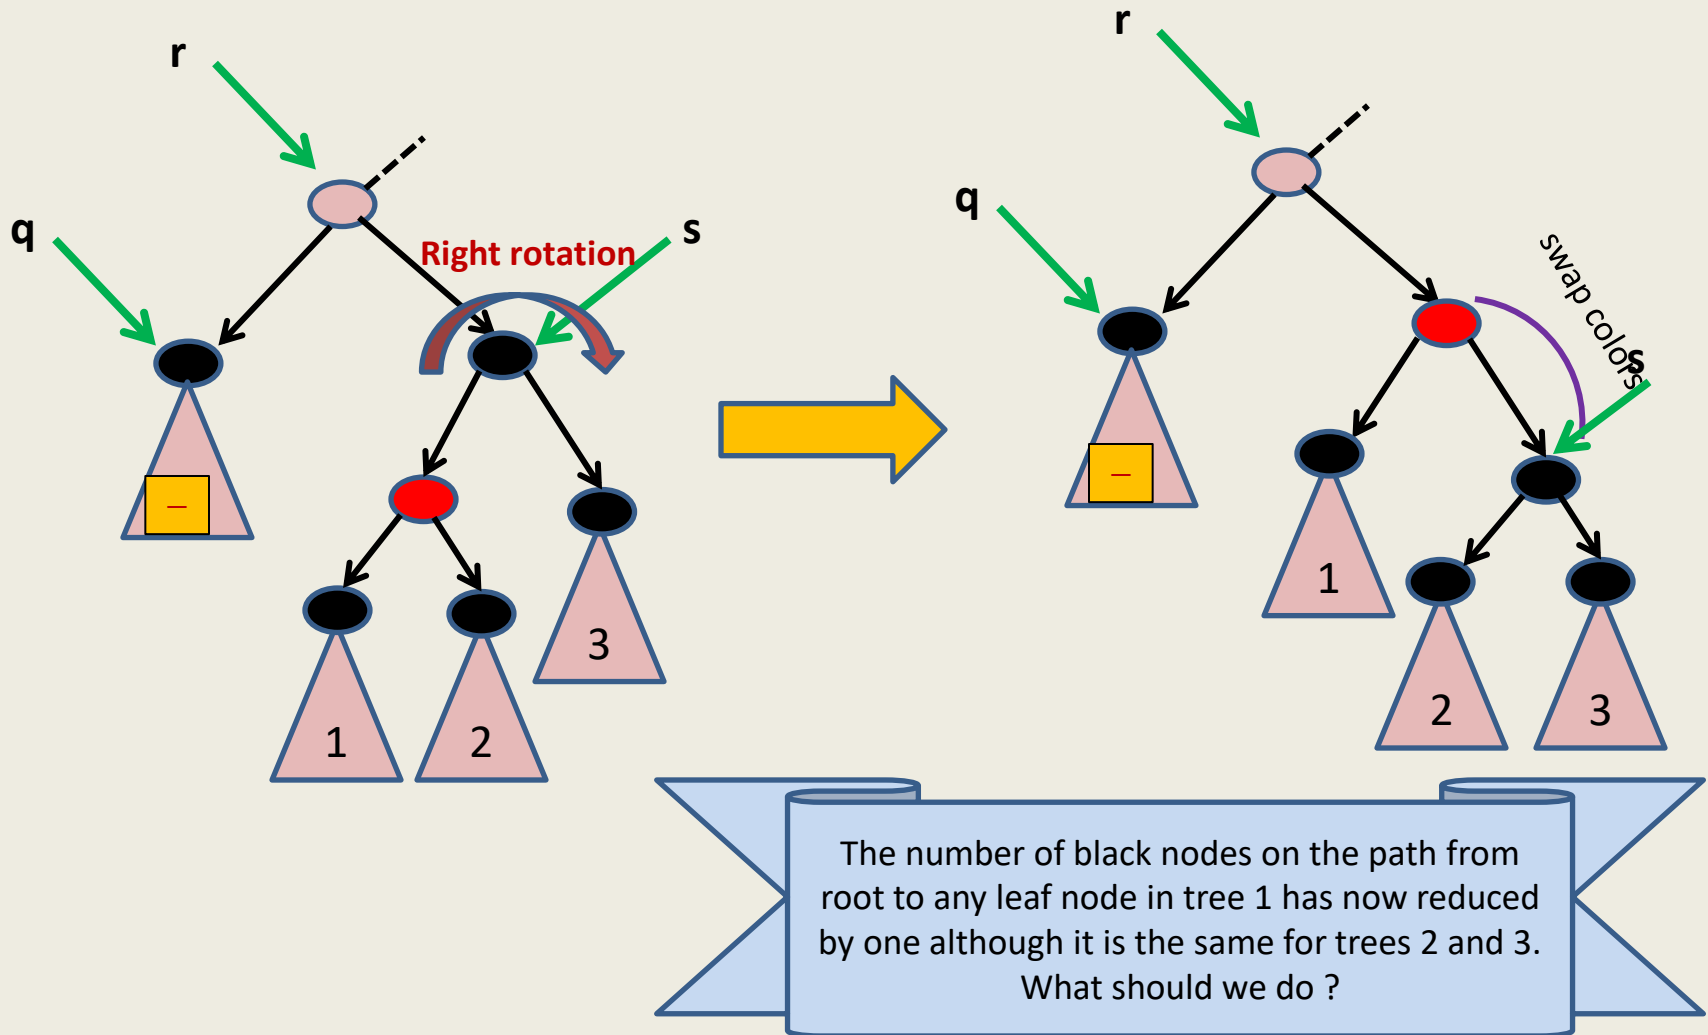 r
q
Right rotation
s
–
1
2
3
r
q
swap colors
s
–
1
2
3
The number of black nodes on the path from
root to any leaf node in tree 1 has now reduced
by one although it is the same for trees 2 and 3.
What should we do ?